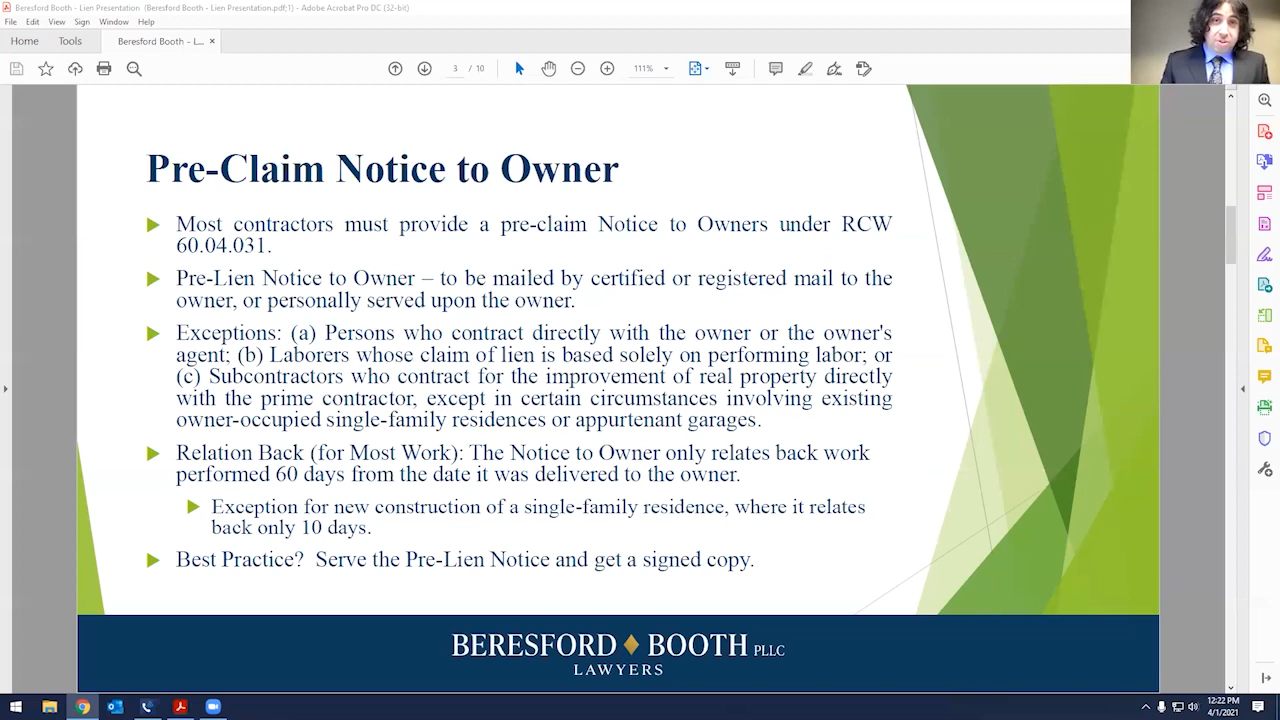 Beresford Booth - Lien Presentation (Beresford Booth - Lien Presentation.pdf;1) - Adobe Acrobat Pro DC (32-bit)
File Edit View Sign Window Help
Home Tools Beresford Booth - L... ×
3 / 10 111%
Pre-Claim Notice to Owner
Most contractors must provide a pre-claim Notice to Owners under RCW
60.04.031.
Pre-Lien Notice to Owner – to be mailed by certified or registered mail to the
owner, or personally served upon the owner.
Exceptions: (a) Persons who contract directly with the owner or the owner's
agent; (b) Laborers whose claim of lien is based solely on performing labor; or
(c) Subcontractors who contract for the improvement of real property directly
with the prime contractor, except in certain circumstances involving existing
owner-occupied single-family residences or appurtenant garages.
Relation Back (for Most Work): The Notice to Owner only relates back work
performed 60 days from the date it was delivered to the owner.
Exception for new construction of a single-family residence, where it relates
back only 10 days.
Best Practice? Serve the Pre-Lien Notice and get a signed copy.
BERESFORD BOOTH PLLC
LAWYERS
12:22 PM
4/1/2021